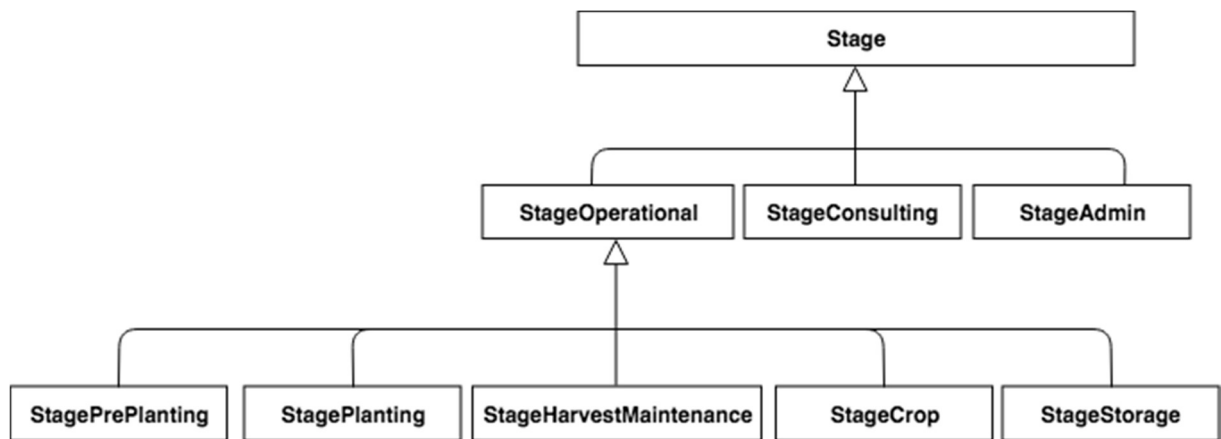 Stage
StageOperational
StageConsulting
StageAdmin
StagePrePlanting
StagePlanting
StageHarvestMaintenance
StageCrop
StageStorage